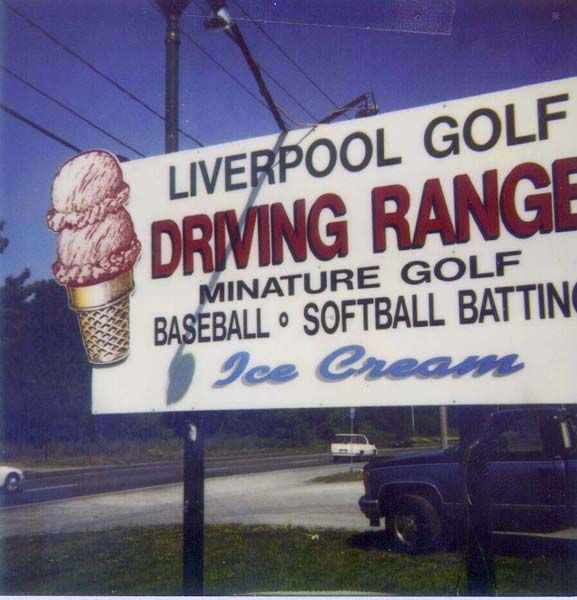 LIVERPOOL GOLF
DRIVING RANGE
MINATURE GOLF
BASEBALL • SOFTBALL BATTING
Ice Cream